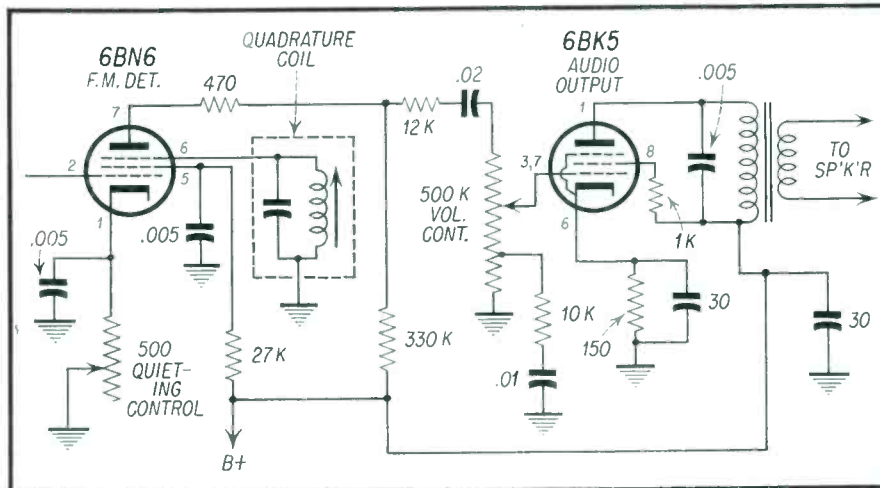 6BN6
F.M. DET.
QUADRATURE
COIL
470
.02
6BK5
AUDIO
OUTPUT
.005
7
12 K
1
2
6
5
3,7
8
TO
SP'K'R
500 K
VOL.
CONT.
1
.005
.005
6
1K
500
QUIET-
ING
CONTROL
27 K
330 K
10 K
.01
150
30
30
B+